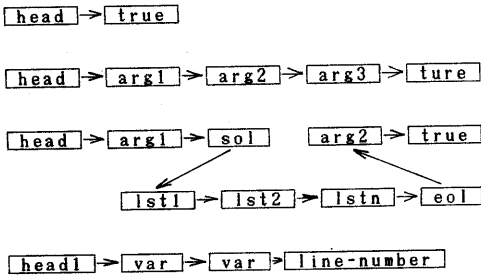 head true
head arg1 arg2 arg3 ture
head arg1 sol arg2 true
lst1 lst2 lstn eol
head1 var var line-number